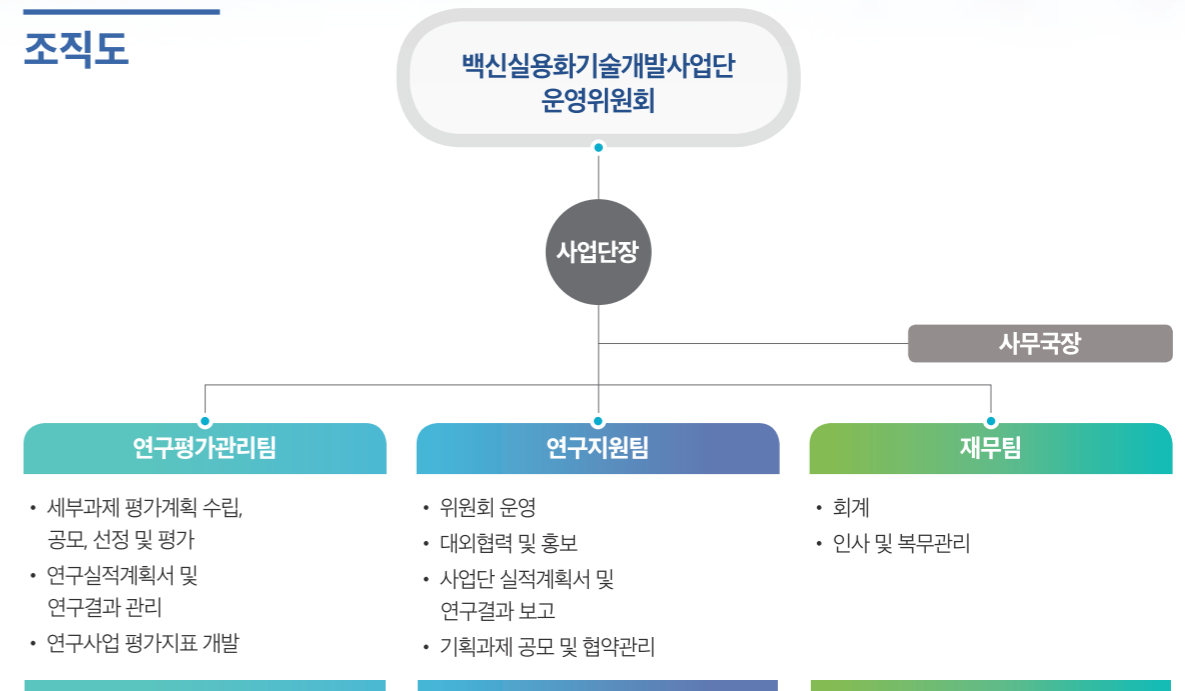 조직도
백신실용화기술개발사업단
운영위원회
사업단장
사무국장
연구평가관리팀
• 세부과제 평가계획 수립,
공모, 선정 및 평가
• 연구실적계획서 및
연구결과 관리
• 연구사업 평가지표 개발
연구지원팀
• 위원회 운영
• 대외협력 및 홍보
• 사업단 실적계획서 및
연구결과 보고
• 기획과제 공모 및 협약관리
재무팀
• 회계
• 인사 및 복무관리